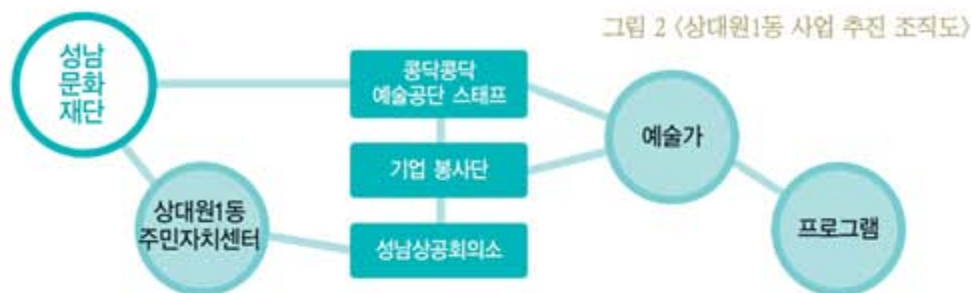 그림 2 〈상대원1동 사업 추진 조직도〉
성남
문화
재단
상대원1동
주민자치센터
콩닥콩닥
예술공단 스태프
기업 봉사단
성남상공회의소
예술가
프로그램